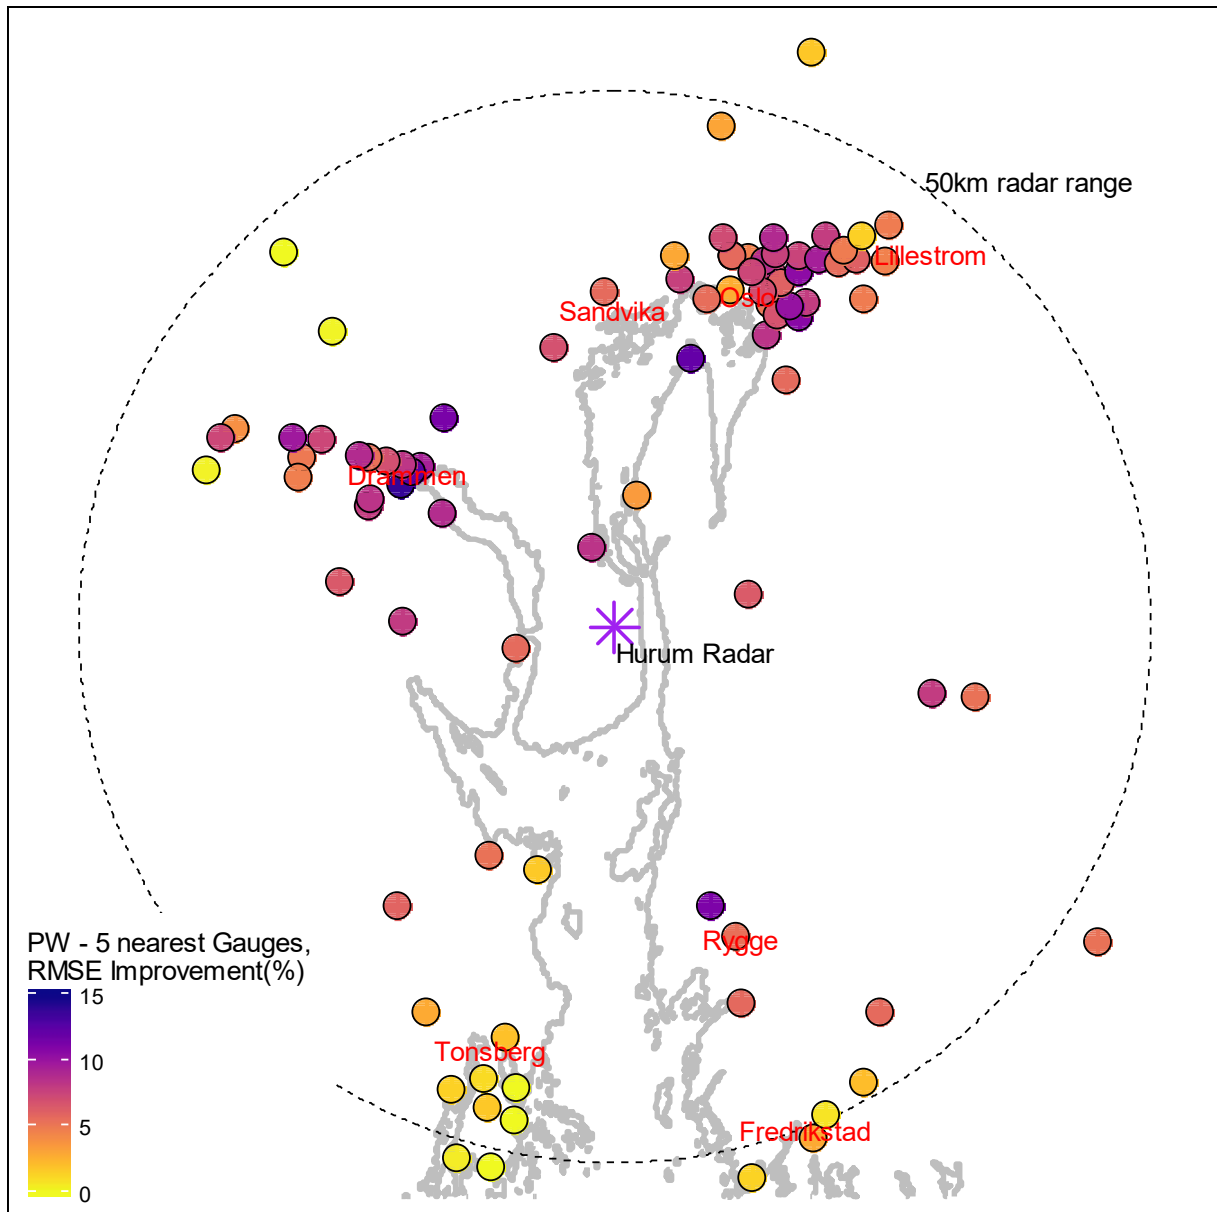 50km radar range
Lillestrom
Oslo
Sandvika
Drammen
Hurum Radar
Rygge
PW - 5 nearest Gauges,
RMSE Improvement(%)
15
10
5
0
Tonsberg
Fredrikstad